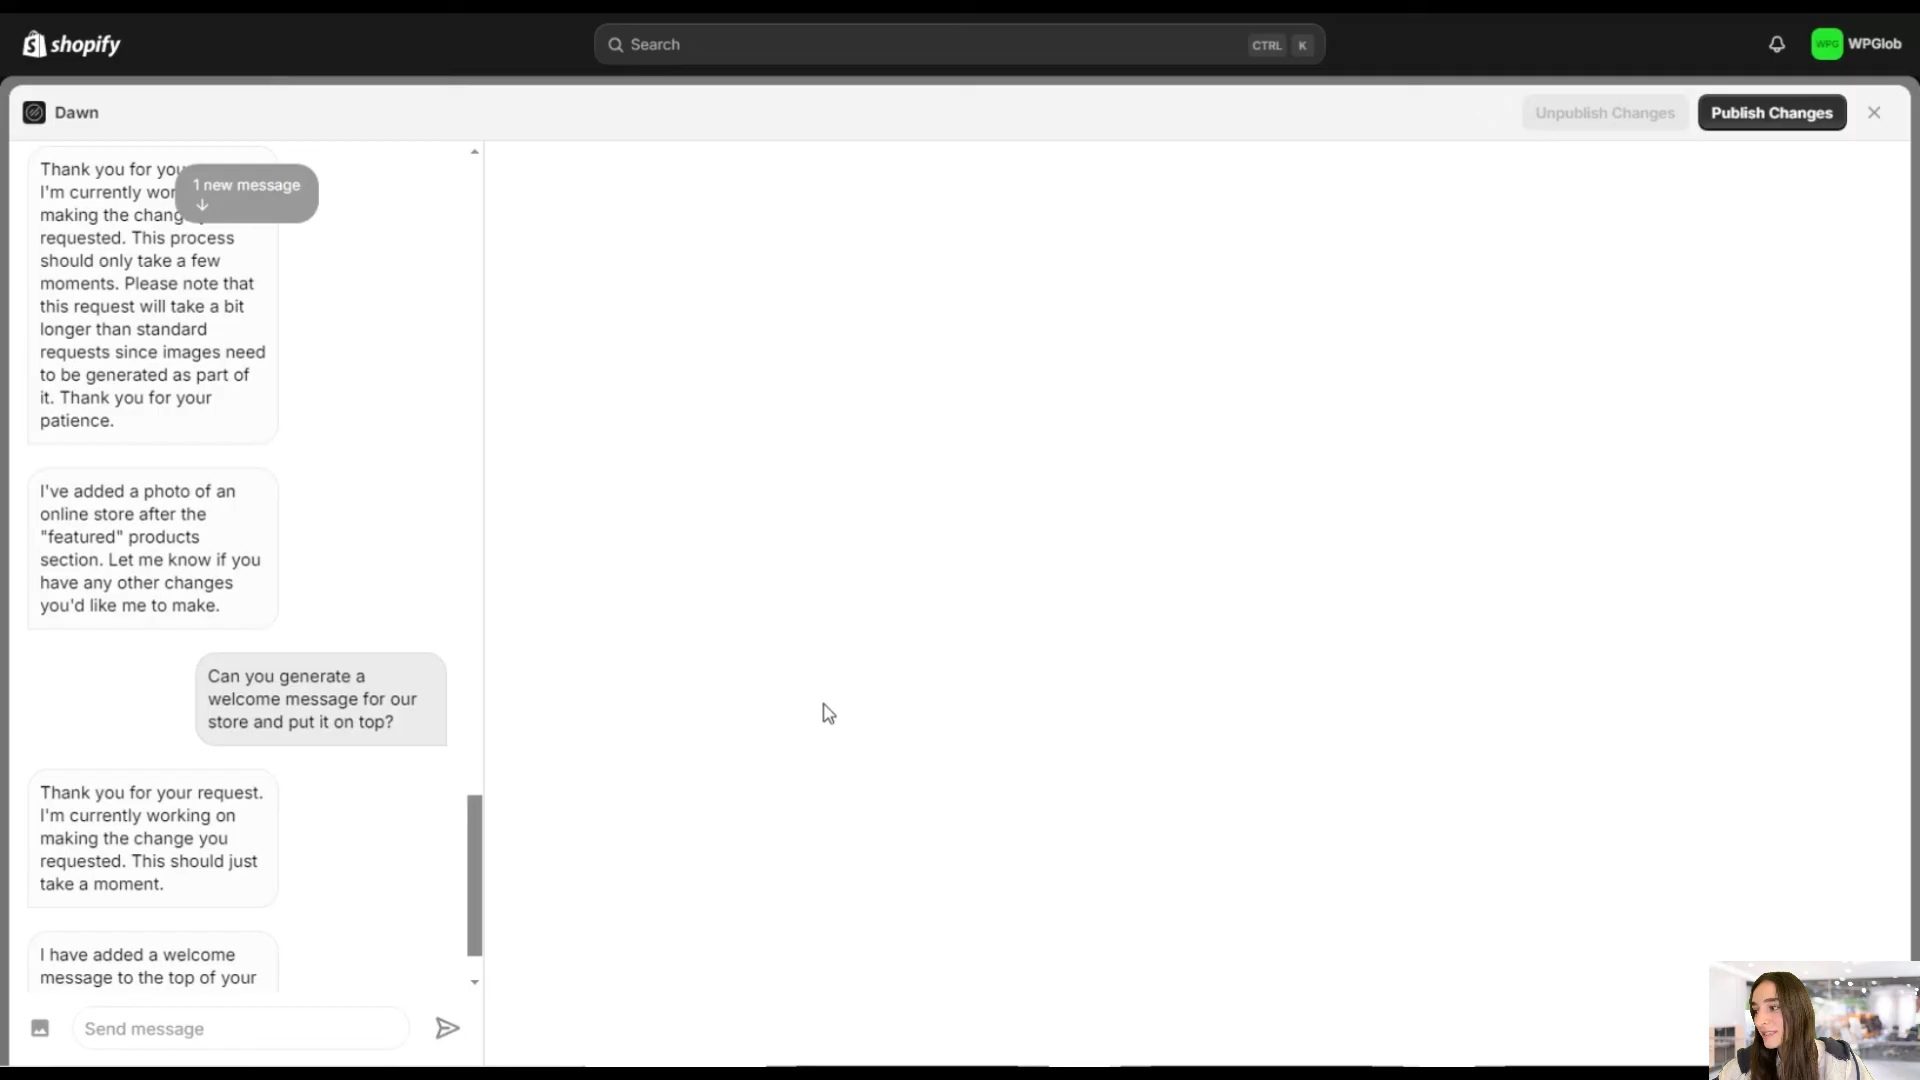 shopify
Search
CTRL K
WPG
WPGlob
Dawn
Unpublish Changes
Publish Changes
Thank you for you
I'm currently wor
making the chang
requested. This process
should only take a few
moments. Please note that
this request will take a bit
longer than standard
requests since images need
to be generated as part of
it. Thank you for your
patience.
1 new message
I've added a photo of an
online store after the
"featured" products
section. Let me know if you
have any other changes
you'd like me to make.
Can you generate a
welcome message for our
store and put it on top?
Thank you for your request.
I'm currently working on
making the change you
requested. This should just
take a moment.
I have added a welcome
message to the top of your
Send message